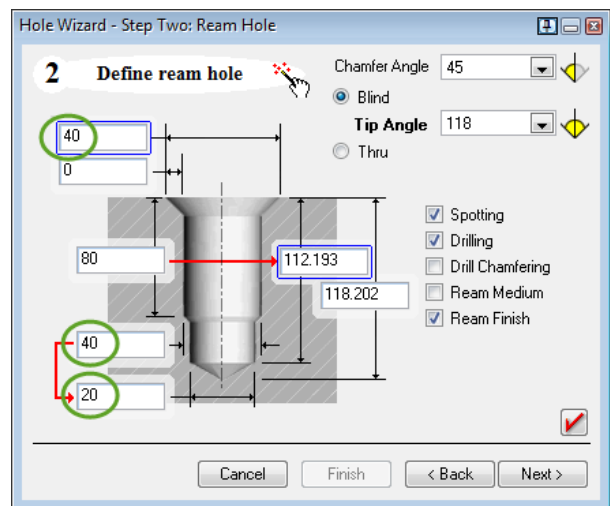 Hole Wizard - Step Two: Ream Hole
2 Define ream hole
Chamfer Angle 45
Blind
Tip Angle 118
Thru
40
0
80
112.193
118.202
40
20
Spotting
Drilling
Drill Chamfering
Ream Medium
Ream Finish
Cancel Finish < Back Next >